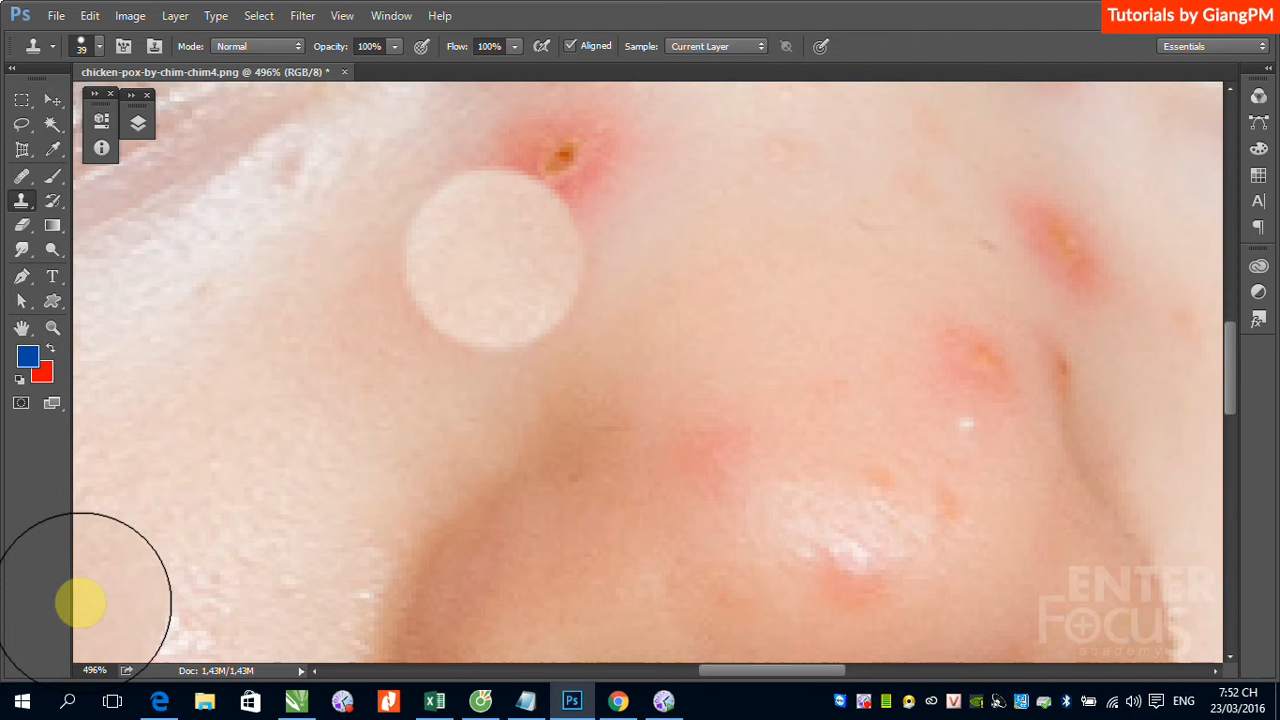 Ps File Edit Image Layer Type Select Filter View Window Help
Tutorials by GiangPM
39 Mode: Normal Opacity: 100% Flow: 100% Aligned Sample: Current Layer Essentials
chicken-pox-by-chim-chim4.png @ 496% (RGB/8) *
ENTER
FOCUS
academy
496% Doc: 1,43M/1,43M
Ps ENG
7:52 CH
23/03/2016